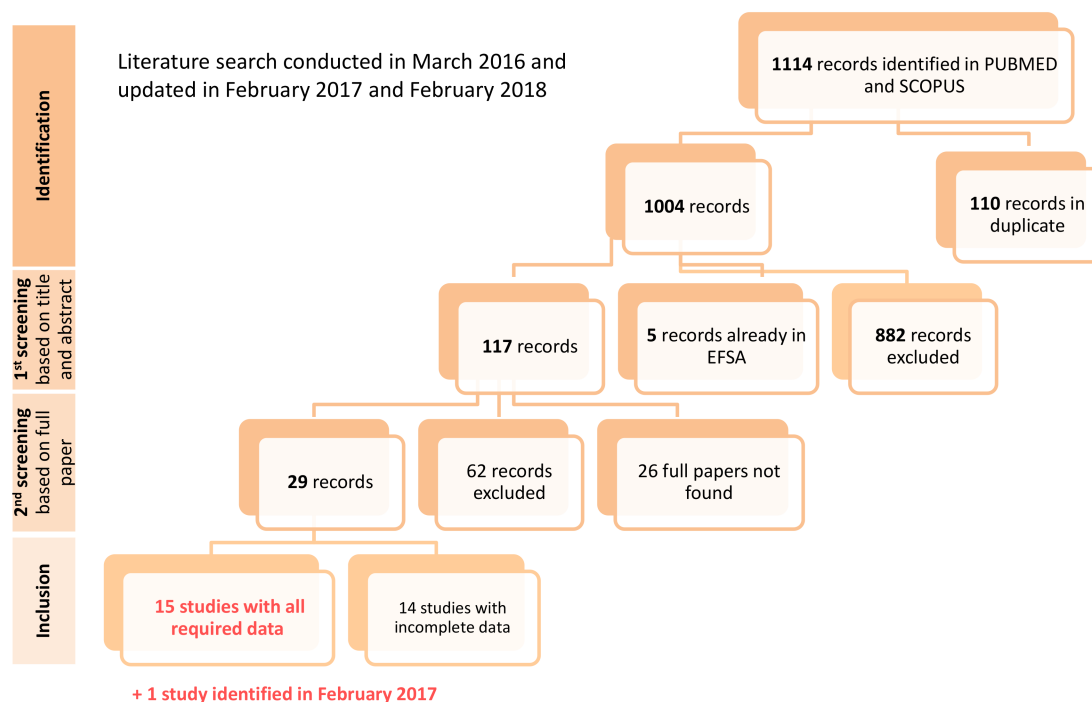 Literature search conducted in March 2016 and
updated in February 2017 and February 2018
Identification
1114 records identified in PUBMED
and SCOPUS
1004 records
110 records in
duplicate
1st screening
based on title
and abstract
117 records
5 records already in
EFSA
882 records
excluded
2nd screening
based on full
paper
29 records
62 records
excluded
26 full papers not
found
Inclusion
15 studies with all
required data
14 studies with
incomplete data
+ 1 study identified in February 2017